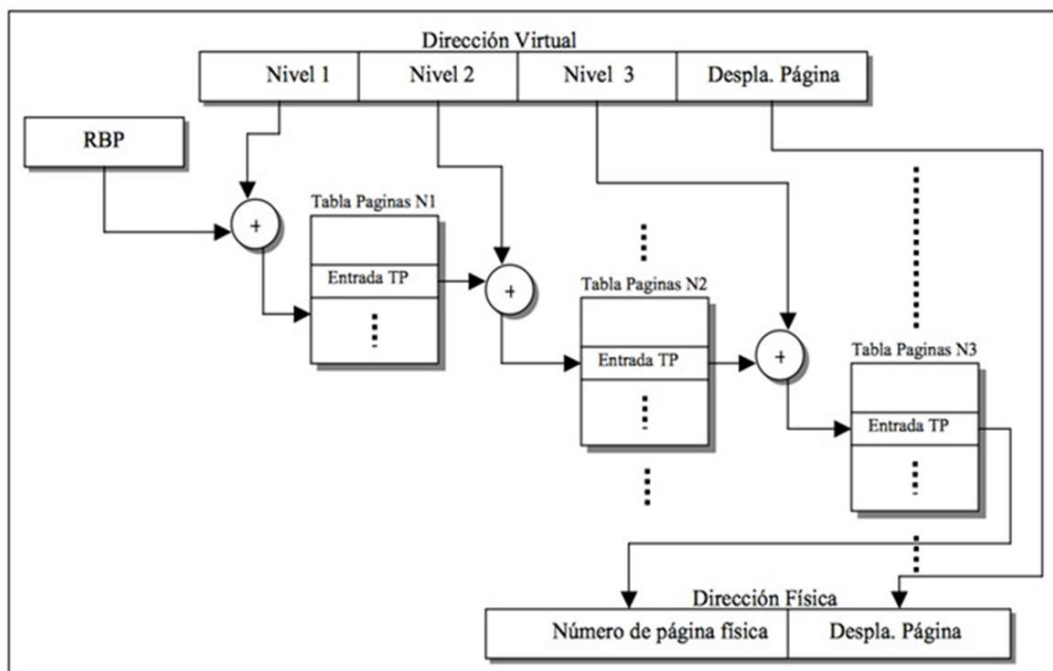 Dirección Virtual
Nivel 1
Nivel 2
Nivel 3
Despla. Página
RBP
+
Tabla Paginas N1
Entrada TP
+
Tabla Paginas N2
Entrada TP
+
Tabla Paginas N3
Entrada TP
Dirección Física
Número de página física
Despla. Página